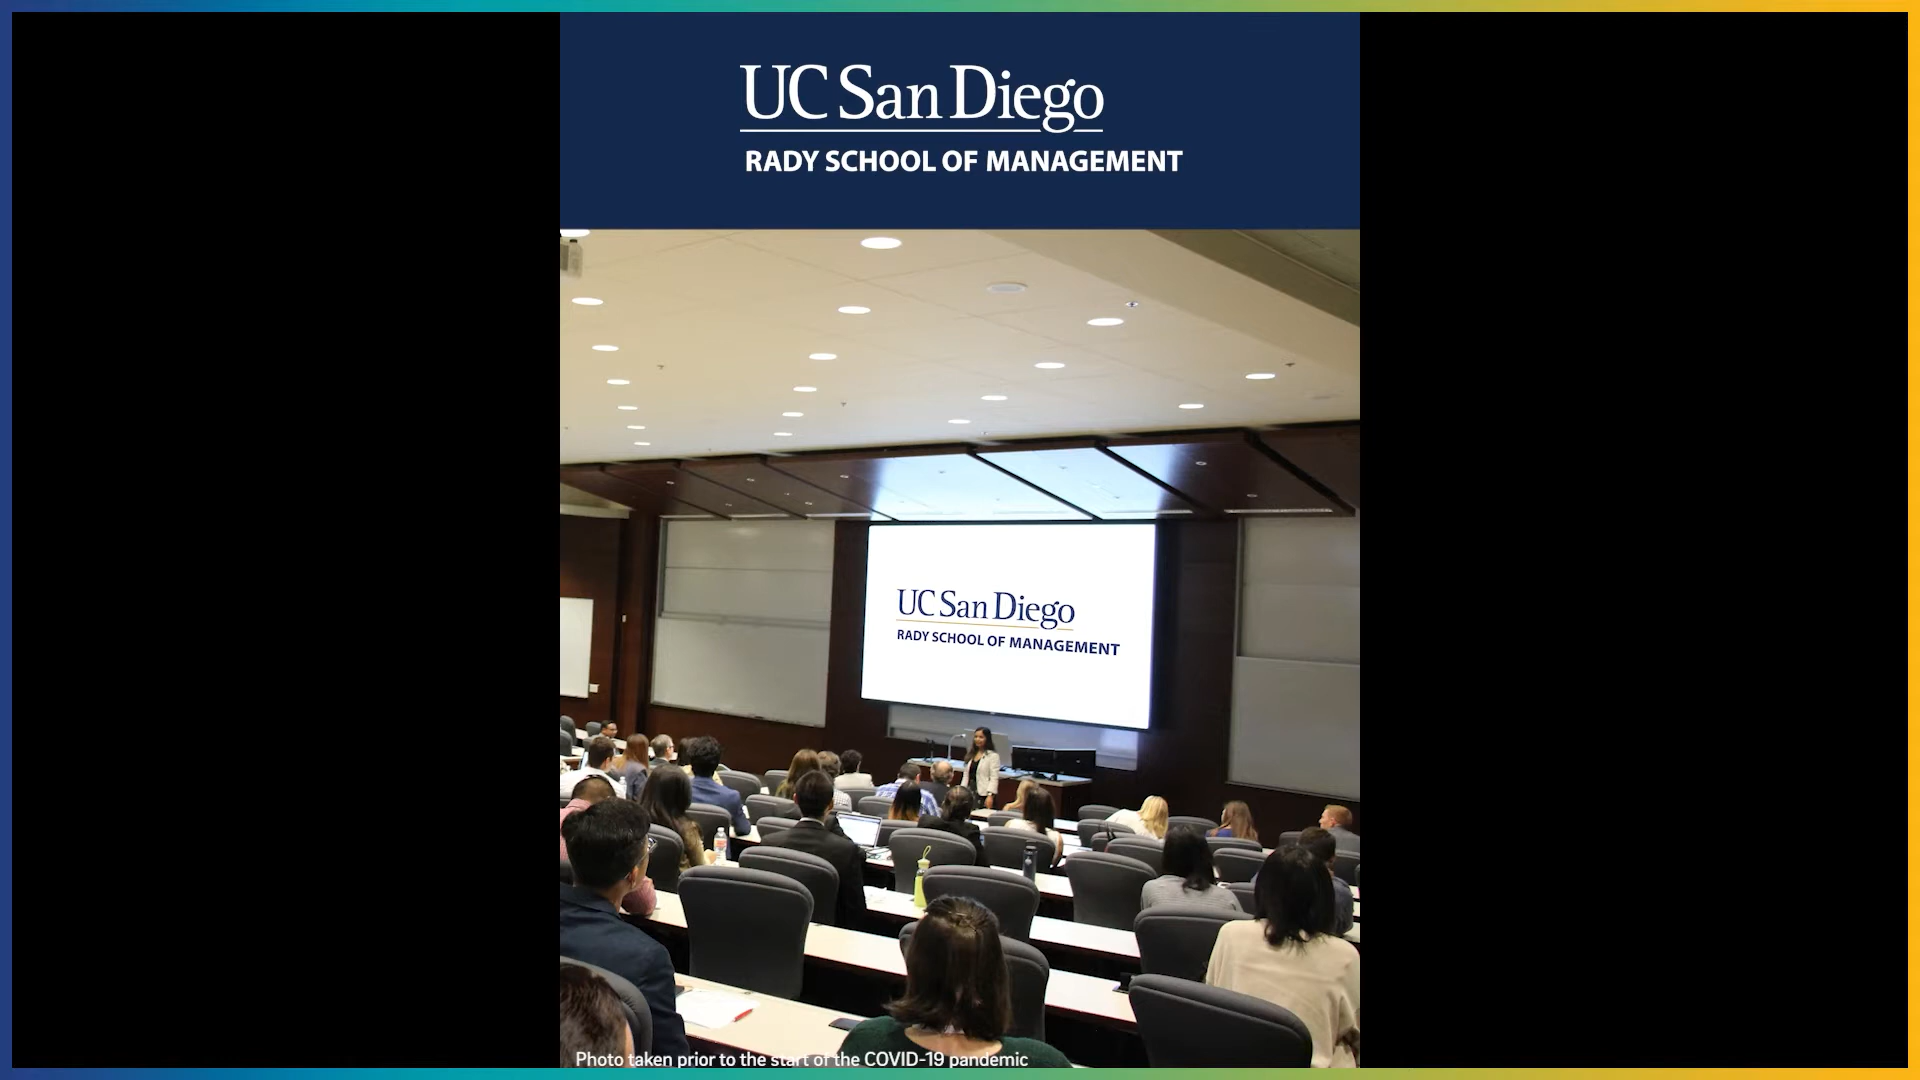 UC San Diego
RADY SCHOOL OF MANAGEMENT
UC San Diego
RADY SCHOOL OF MANAGEMENT
Photo taken prior to the start of the COVID-19 pandemic